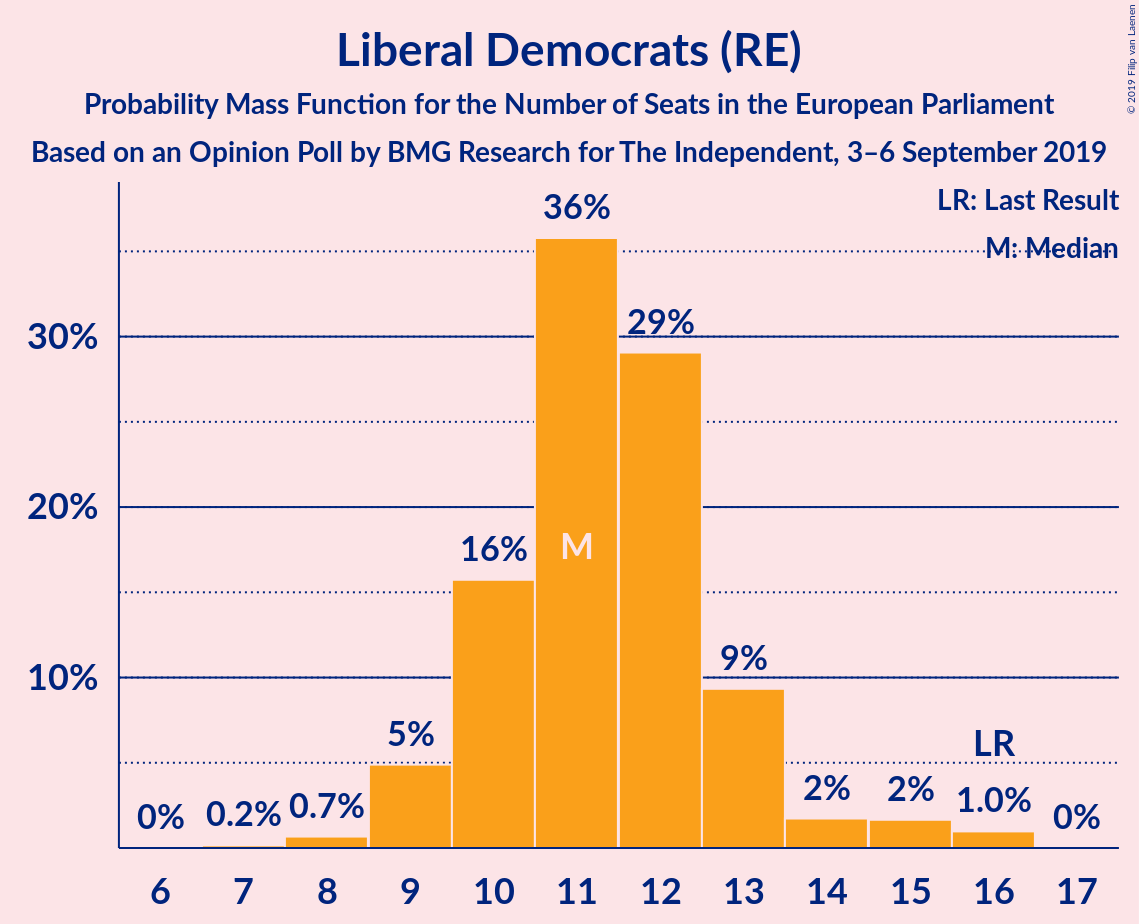 Liberal Democrats (RE)
Probability Mass Function for the Number of Seats in the European Parliament
Based on an Opinion Poll by BMG Research for The Independent, 3–6 September 2019
© 2019 Filip van Laenen
LR: Last Result
M: Median
30%
20%
10%
0%
0.2%
0.7%
5%
16%
36%
M
29%
9%
2%
2%
LR
1.0%
0%
6 7 8 9 10 11 12 13 14 15 16 17